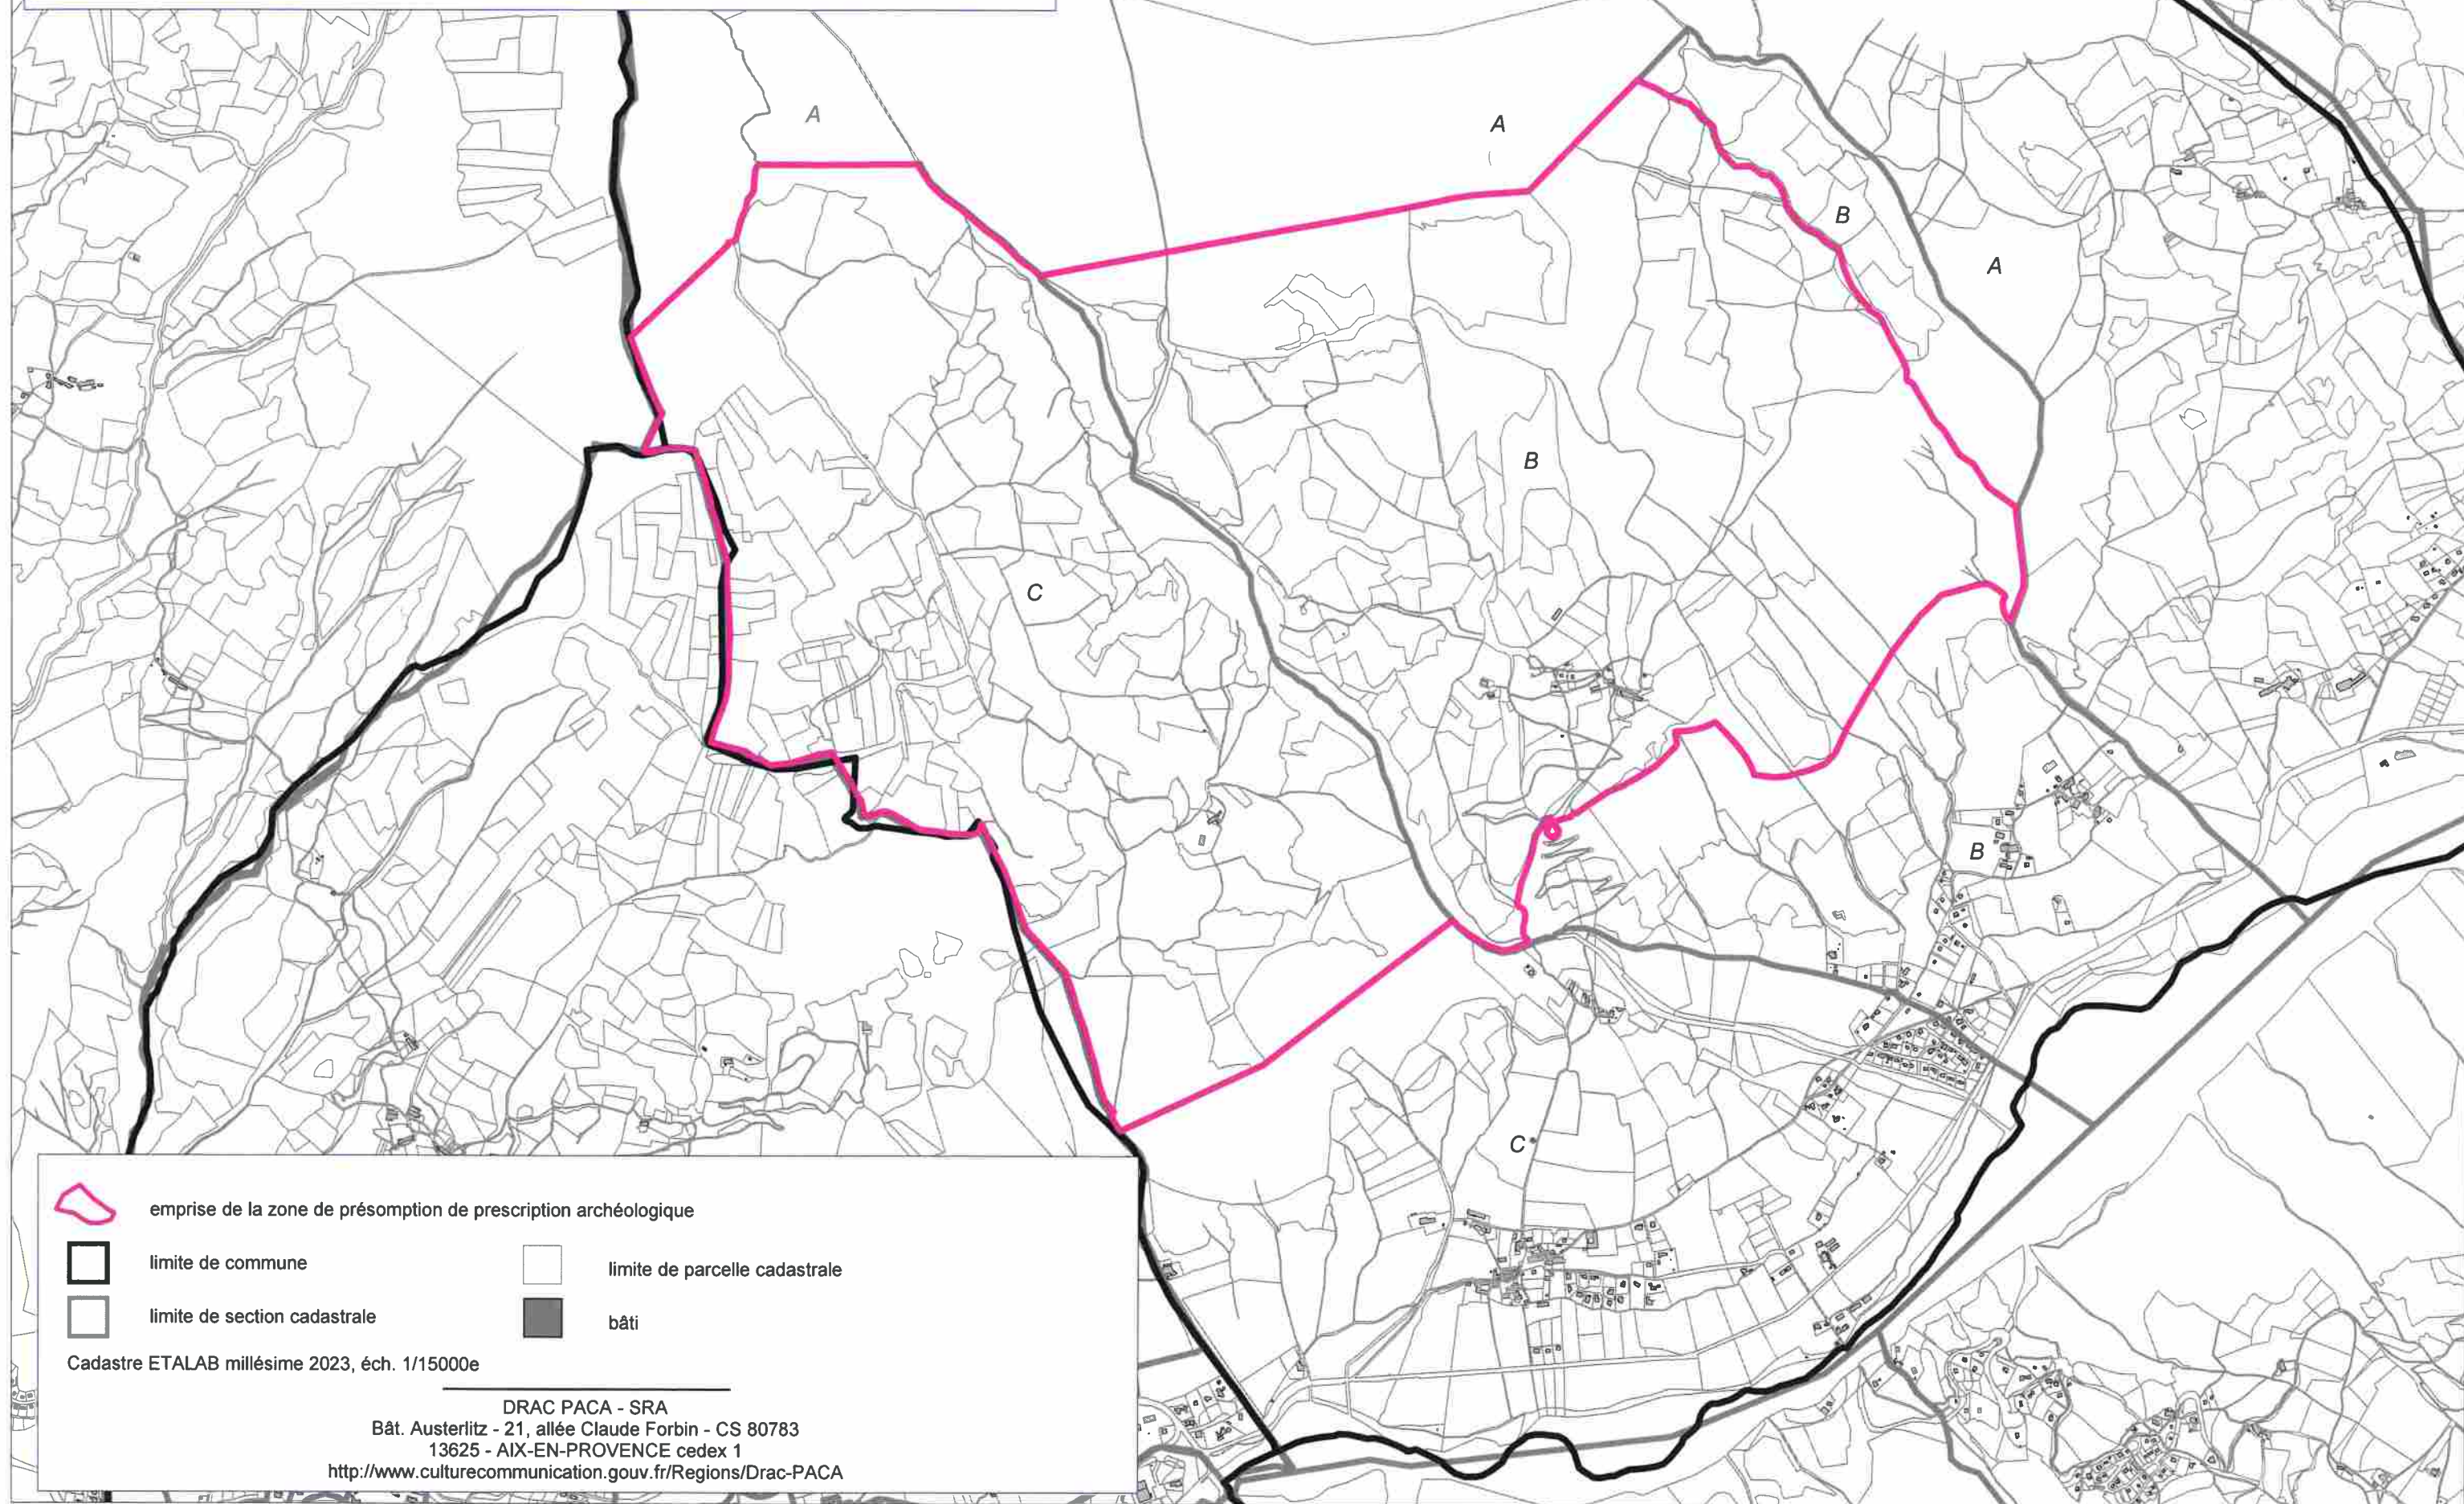 A
A
B
A
B
C
B
C
emprise de la zone de présomption de prescription archéologique
limite de commune
limite de parcelle cadastrale
limite de section cadastrale
bâti
Cadastre ETALAB millésime 2023, éch. 1/15000e
DRAC PACA - SRA
Bât. Austerlitz - 21, allée Claude Forbin - CS 80783
13625 - AIX-EN-PROVENCE cedex 1
http://www.culturecommunication.gouv.fr/Regions/Drac-PACA